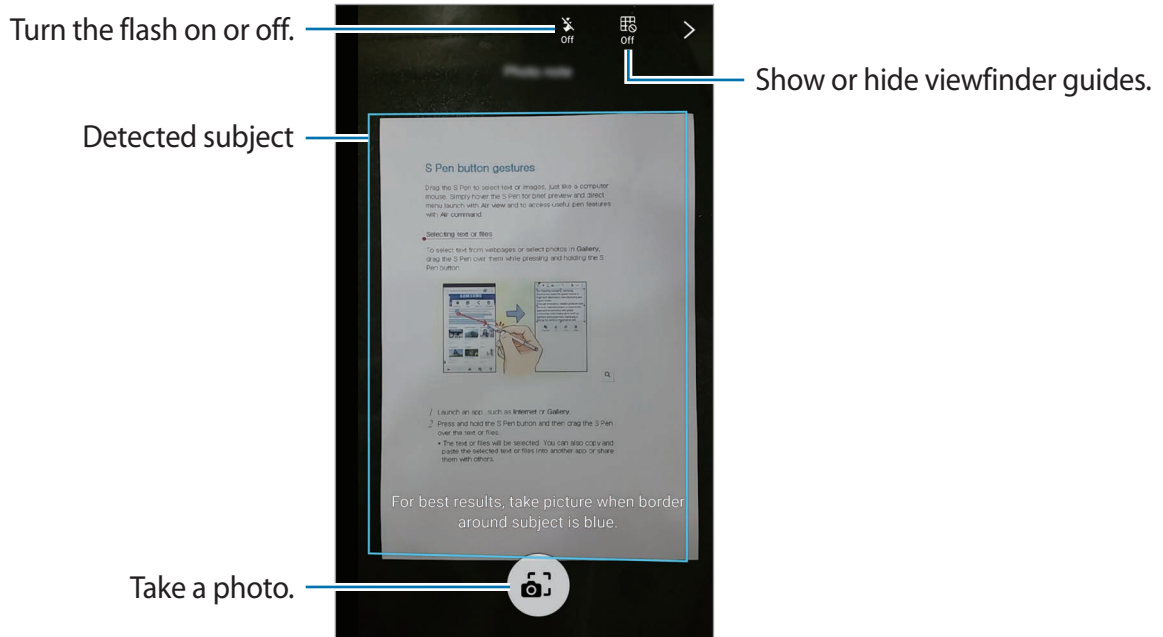 Turn the flash on or off.
Off
Off
Photo note
Show or hide viewfinder guides.
Detected subject
S Pen button gestures
Drag the S Pen to select text or images, just like a computer
mouse. Simply hover the S Pen for brief preview and direct
menu launch with Air view and to access useful pen features
with Air command.
Selecting text or files
To select text from webpages or select photos in Gallery,
drag the S Pen over them while pressing and holding the S
Pen button.
1 Launch an app, such as Internet or Gallery.
2 Press and hold the S Pen button and then drag the S Pen
over the text or files.
• The text or files will be selected. You can also copy and
paste the selected text or files into another app or share
them with others.
For best results, take picture when border
around subject is blue.
Take a photo.